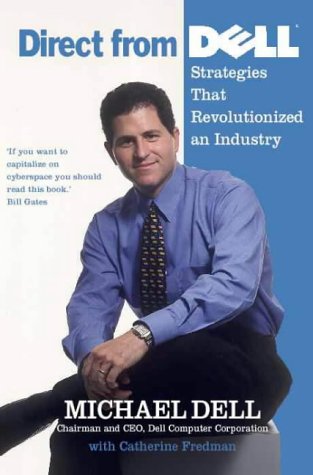 Direct from DELL
Strategies
That
Revolutionized
an Industry
'If you want to
capitalize on
cyberspace you should
read this book.'
Bill Gates
MICHAEL DELL
Chairman and CEO, Dell Computer Corporation
with Catherine Fredman